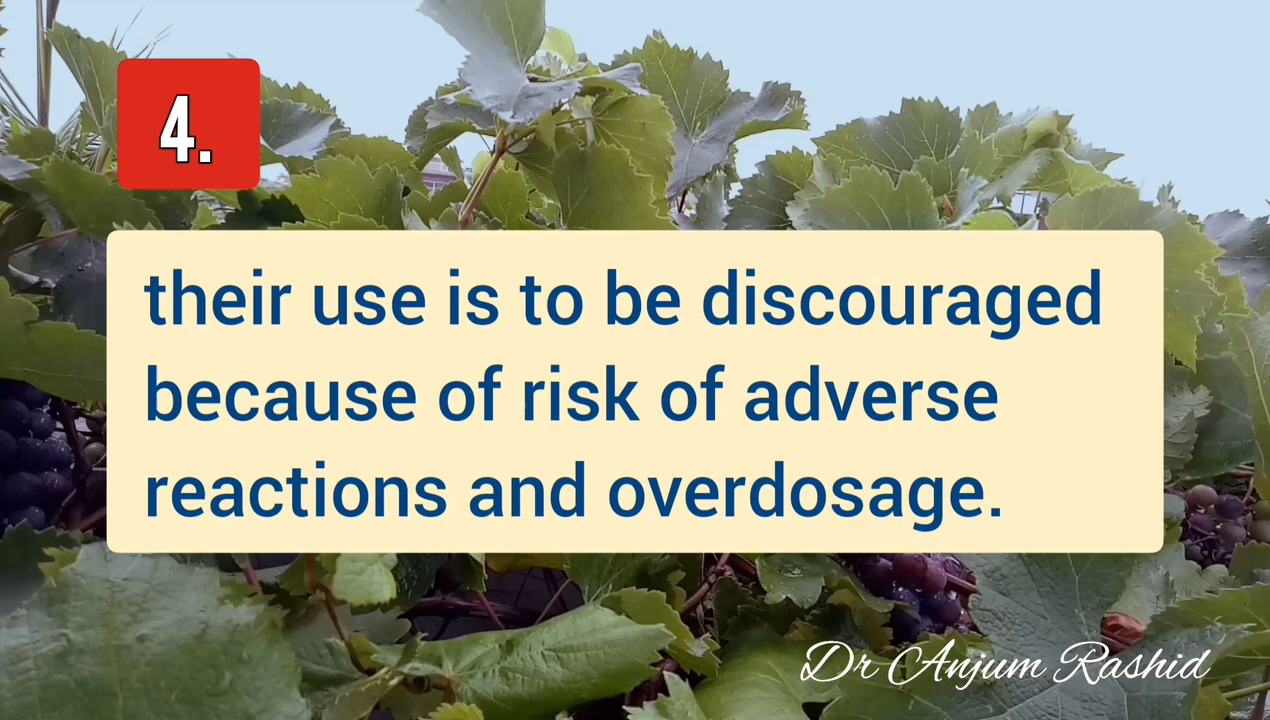 4.
their use is to be discouraged
because of risk of adverse
reactions and overdosage.
Dr Anjum Rashid